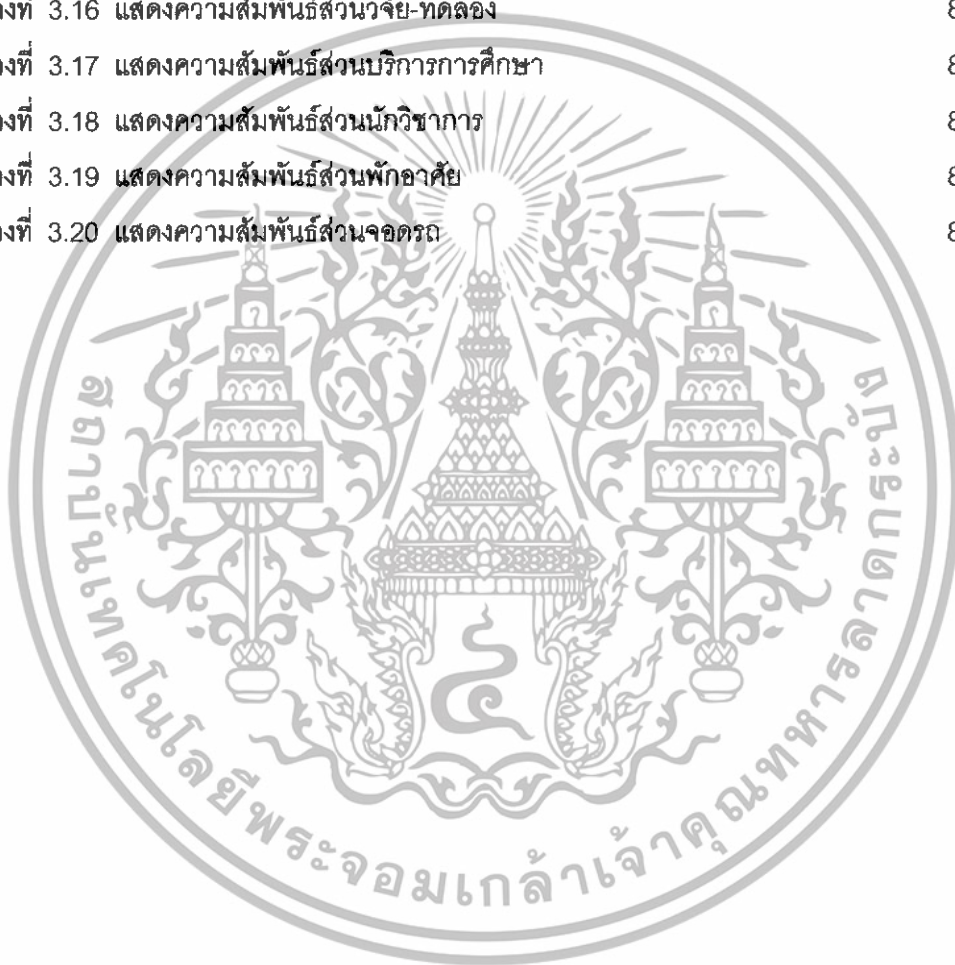 งที่ 3.16 แสดงความสัมพันธ์ส่วนวิจัย-ทดลอง 8
งที่ 3.17 แสดงความสัมพันธ์ส่วนบริการการศึกษา 8
งที่ 3.18 แสดงความสัมพันธ์ส่วนนักวิชาการ 8
งที่ 3.19 แสดงความสัมพันธ์ส่วนพักอาศัย 8
งที่ 3.20 แสดงความสัมพันธ์ส่วนจอดรถ 8
สถาบันเทคโนโลยีพระจอมเกล้าเจ้าคุณทหารลาดกระบัง
๔